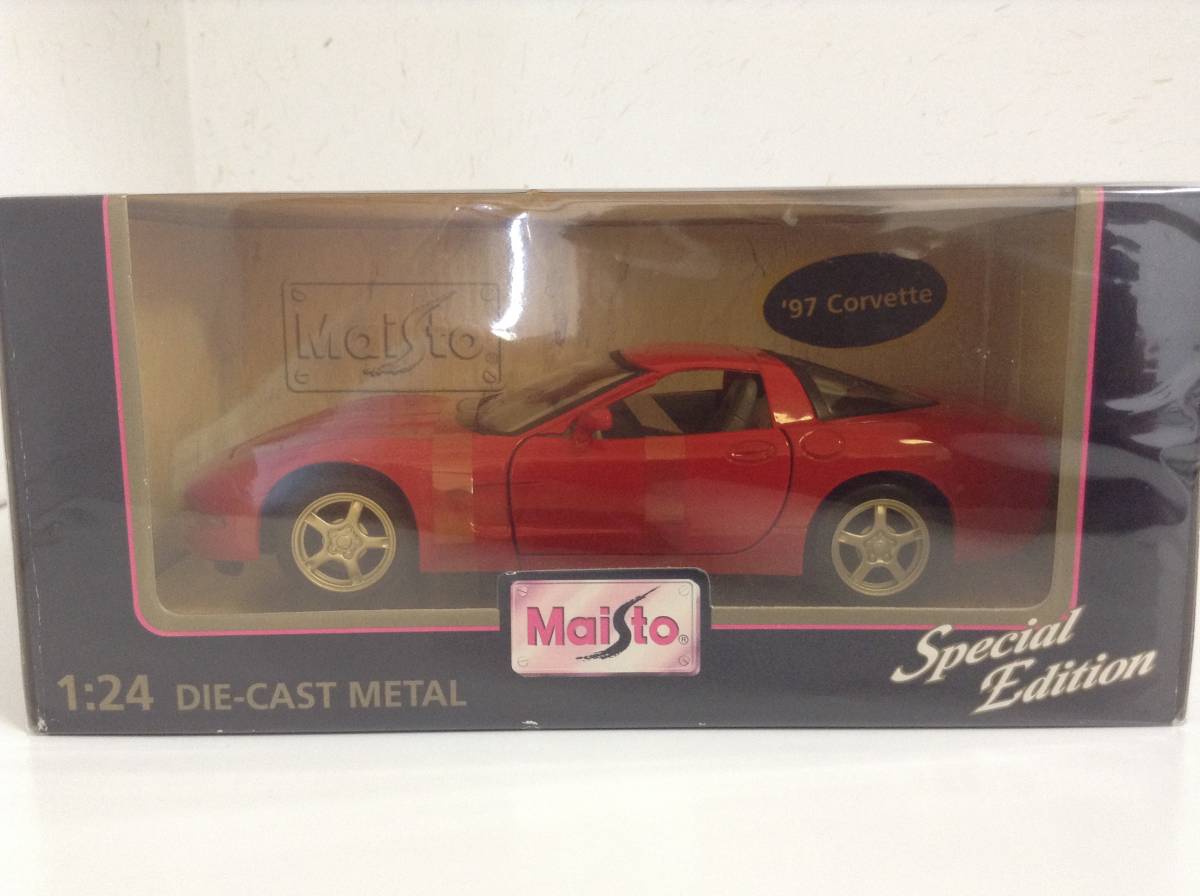 Maisto
'97 Corvette
Maisto®
1:24 DIE-CAST METAL
Special
Edition